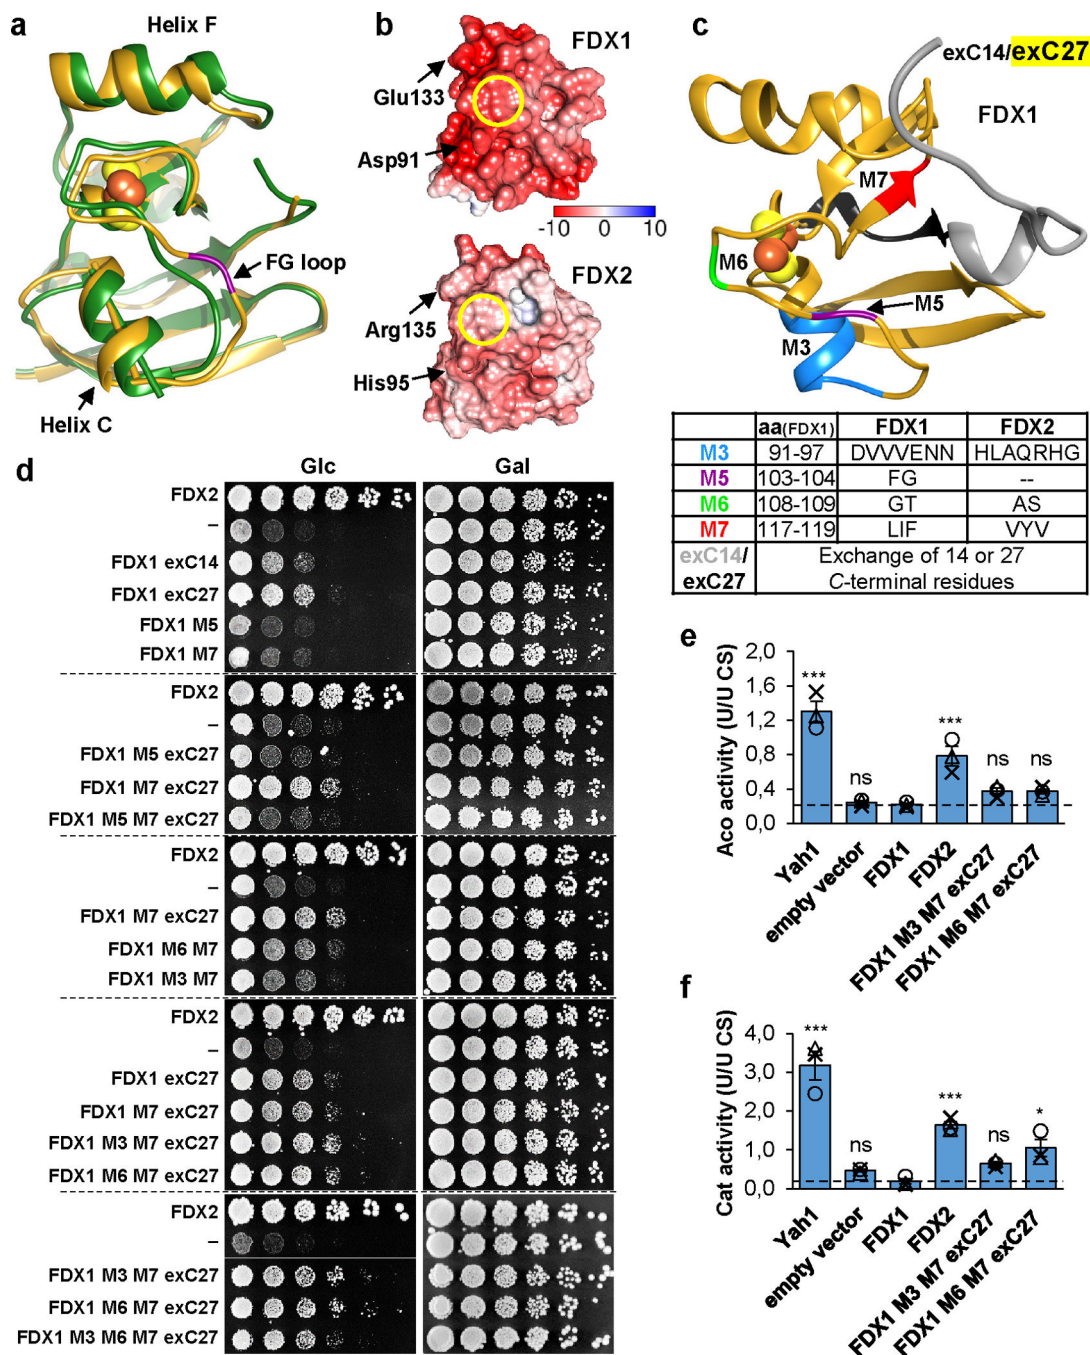 a
Helix F
FG loop
Helix C
b
FDX1
Glu133
Asp91
-10 0 10
FDX2
Arg135
His95
c
exC14/exC27
FDX1
M7
M6
M5
M3
aa(FDX1) FDX1 FDX2
M3 91-97 DVVVENN HLAQRHG
M5 103-104 FG --
M6 108-109 GT AS
M7 117-119 LIF VYV
exC14/ Exchange of 14 or 27
exC27 C-terminal residues
d
Glc Gal
FDX2
–
FDX1 exC14
FDX1 exC27
FDX1 M5
FDX1 M7
FDX2
–
FDX1 M5 exC27
FDX1 M7 exC27
FDX1 M5 M7 exC27
FDX2
–
FDX1 M7 exC27
FDX1 M6 M7
FDX1 M3 M7
FDX2
–
FDX1 exC27
FDX1 M7 exC27
FDX1 M3 M7 exC27
FDX1 M6 M7 exC27
FDX2
–
FDX1 M3 M7 exC27
FDX1 M6 M7 exC27
FDX1 M3 M6 M7 exC27
e
Aco activity (U/U CS)
2,0
1,6
1,2
0,8
0,4
0,0
***
ns
***
ns
ns
Yah1
empty vector
FDX1
FDX2
FDX1 M3 M7 exC27
FDX1 M6 M7 exC27
f
Cat activity (U/U CS)
4,0
3,0
2,0
1,0
0,0
***
ns
***
ns
*
Yah1
empty vector
FDX1
FDX2
FDX1 M3 M7 exC27
FDX1 M6 M7 exC27